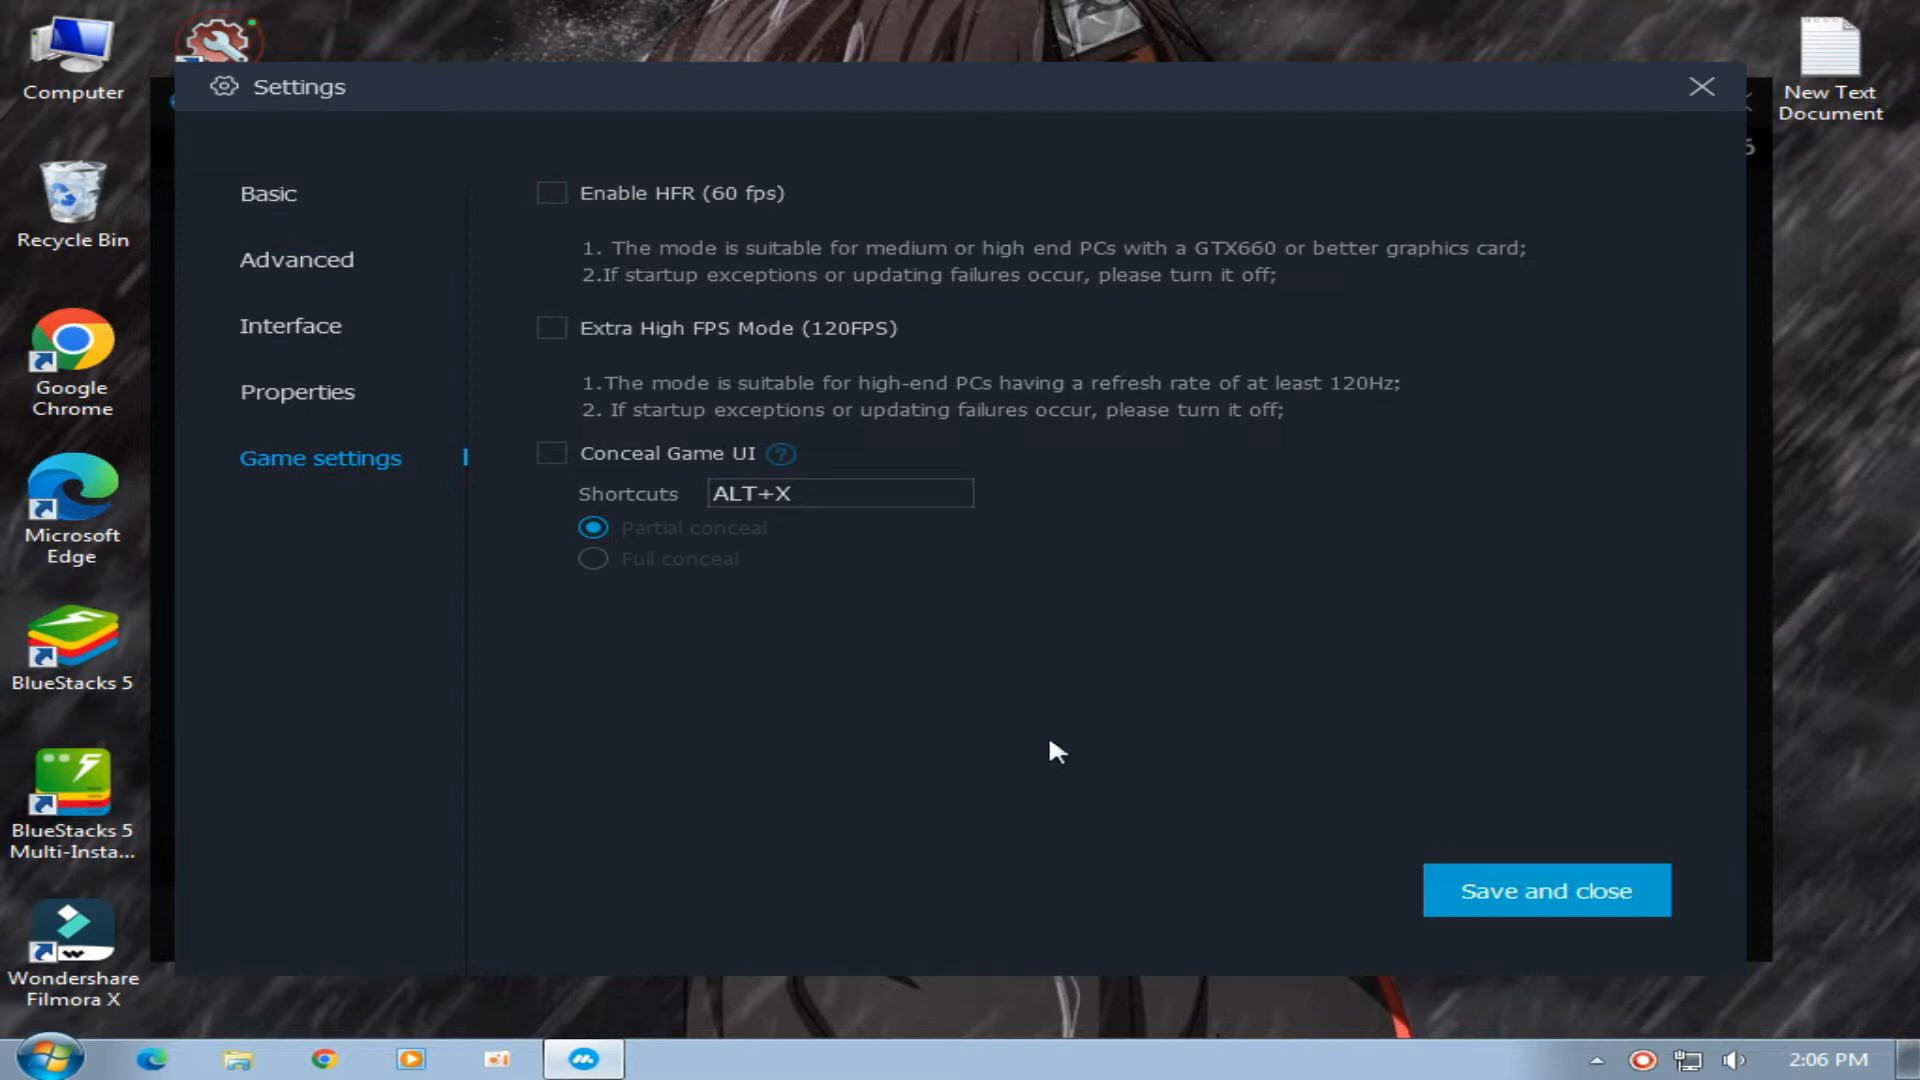 Computer
Recycle Bin
Google
Chrome
Microsoft
Edge
BlueStacks 5
BlueStacks 5
Multi-Insta...
Wondershare
Filmora X
New Text
Document
Settings
Basic
Advanced
Interface
Properties
Game settings
Enable HFR (60 fps)
1. The mode is suitable for medium or high end PCs with a GTX660 or better graphics card;
2.If startup exceptions or updating failures occur, please turn it off;
Extra High FPS Mode (120FPS)
1.The mode is suitable for high-end PCs having a refresh rate of at least 120Hz;
2. If startup exceptions or updating failures occur, please turn it off;
Conceal Game UI ?
Shortcuts ALT+X
Partial conceal
Full conceal
Save and close
2:06 PM